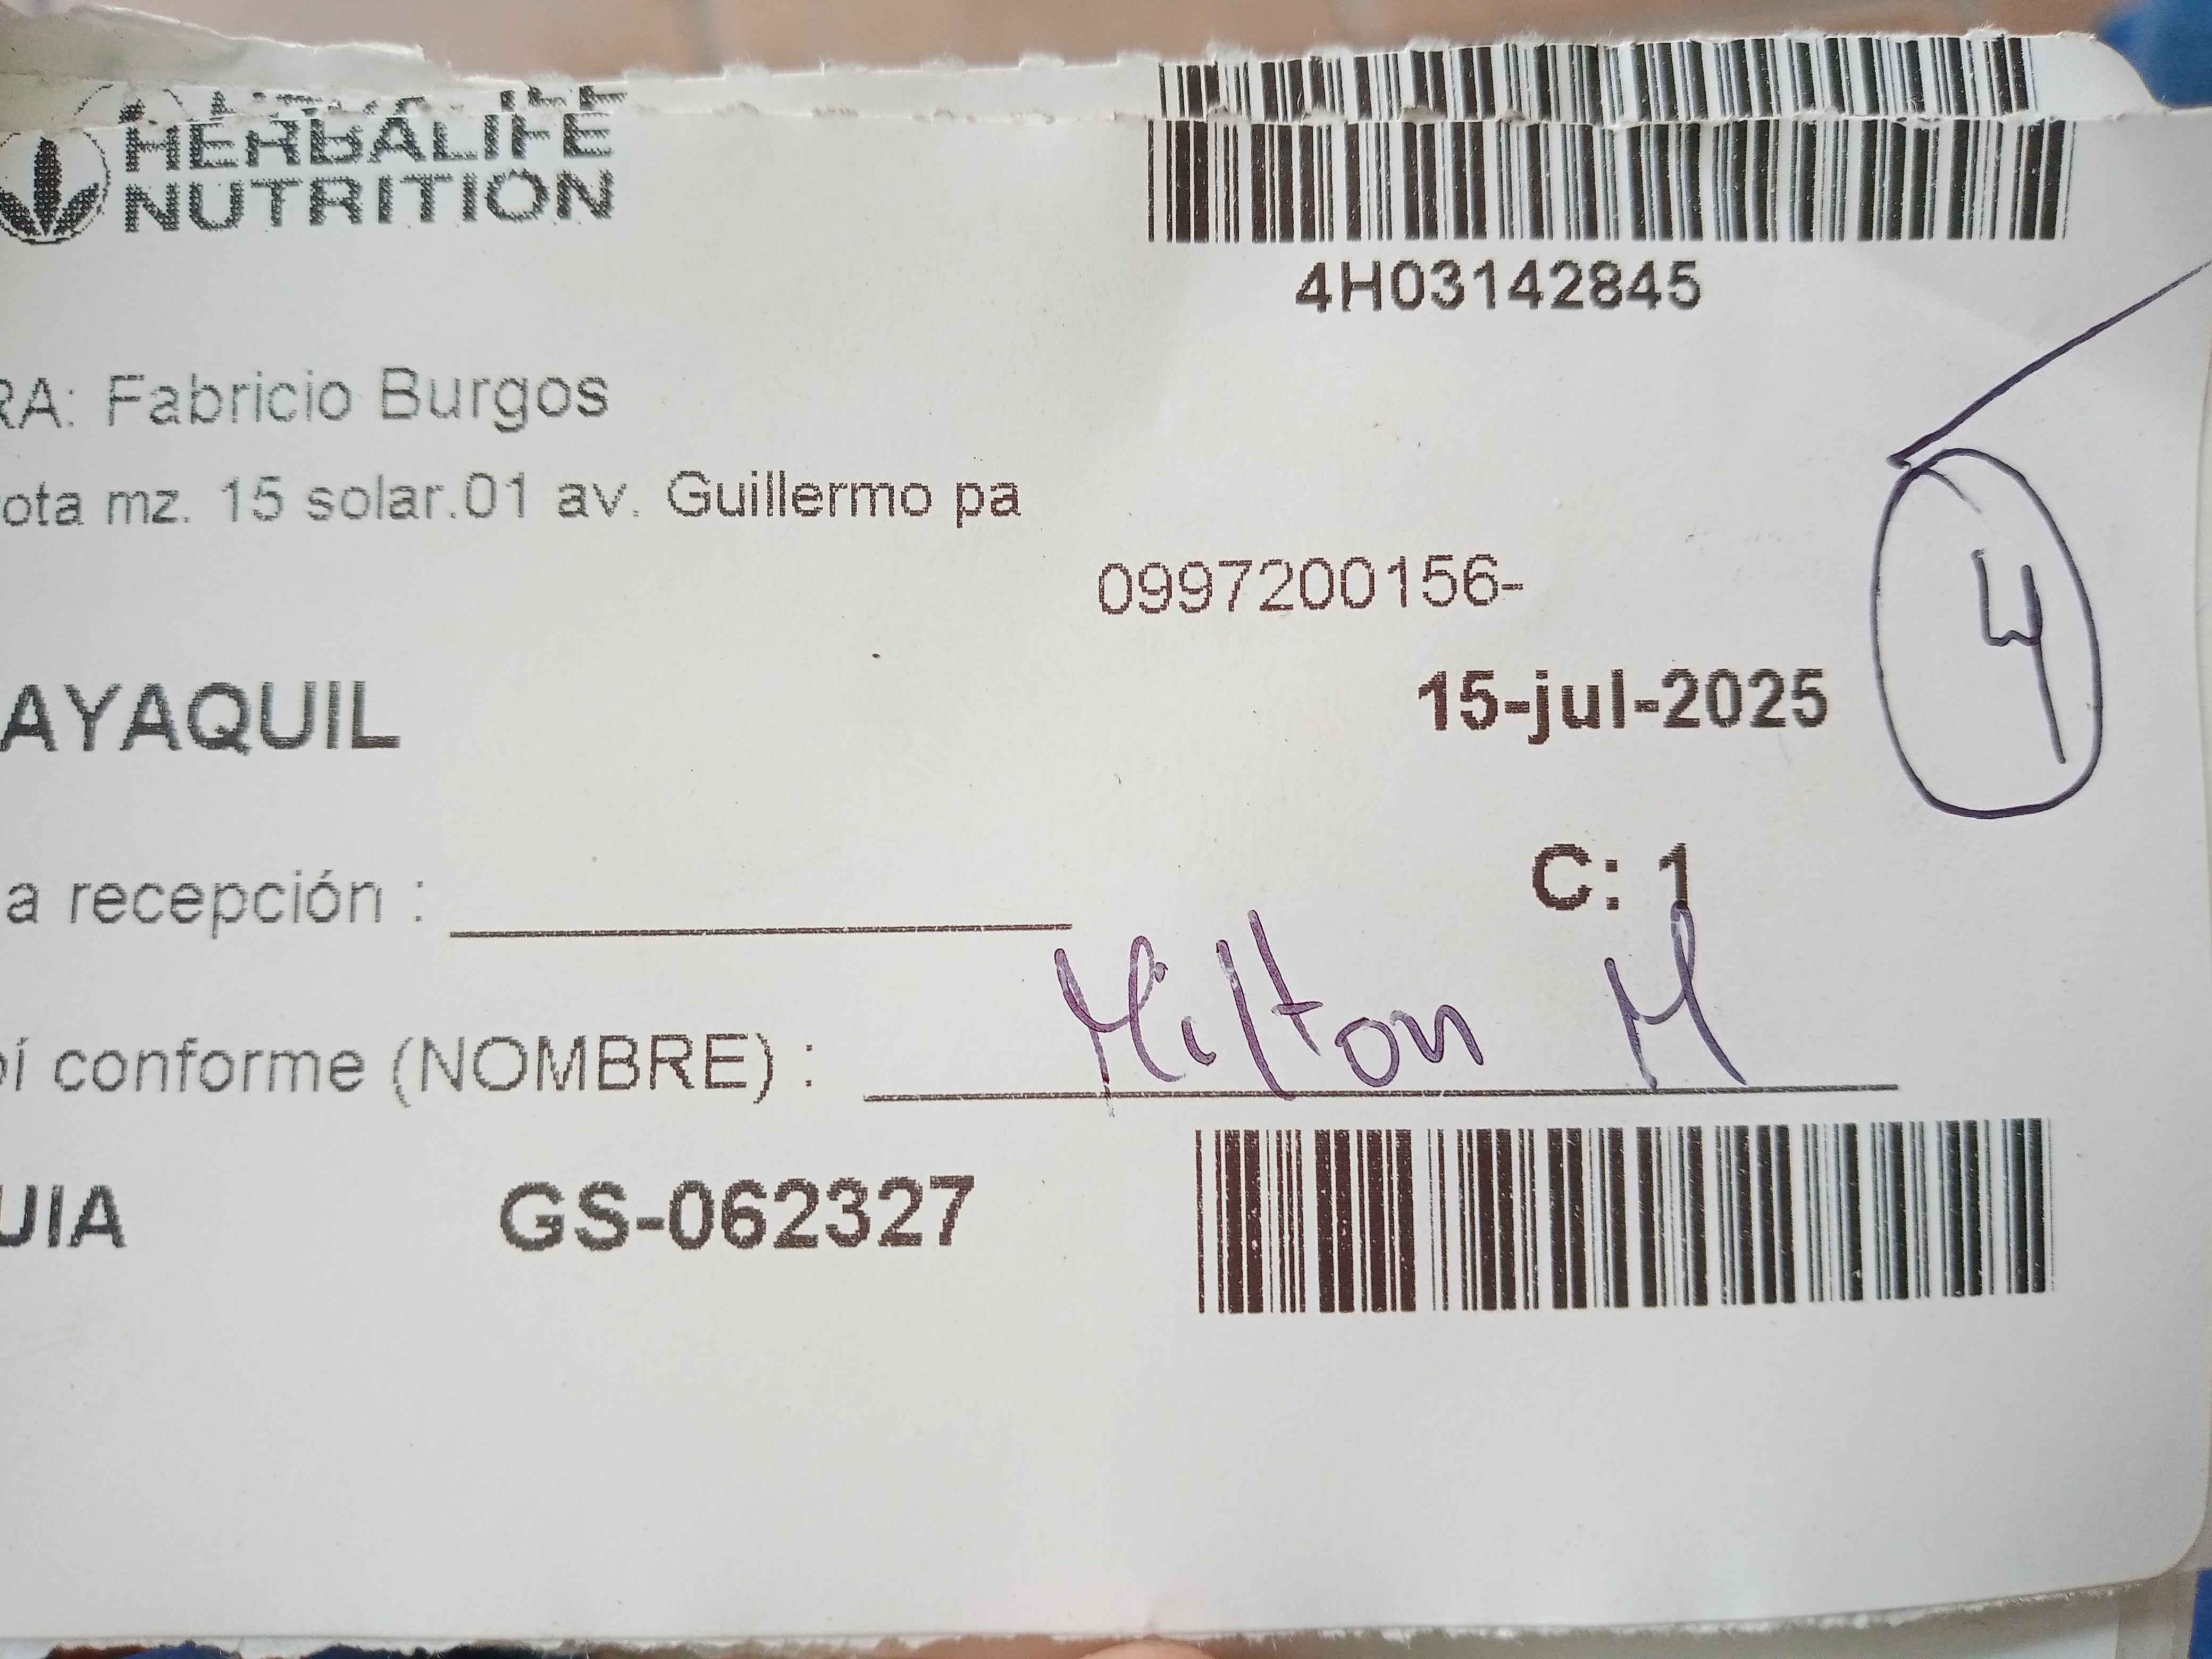 HERBALIFE
NUTRITION
4H03142845
RA: Fabricio Burgos
ota mz. 15 solar.01 av. Guillermo pa
0997200156-
AYAQUIL
15-jul-2025
4
C: 1
a recepción :
bí conforme (NOMBRE) : Milton M
UIA GS-062327